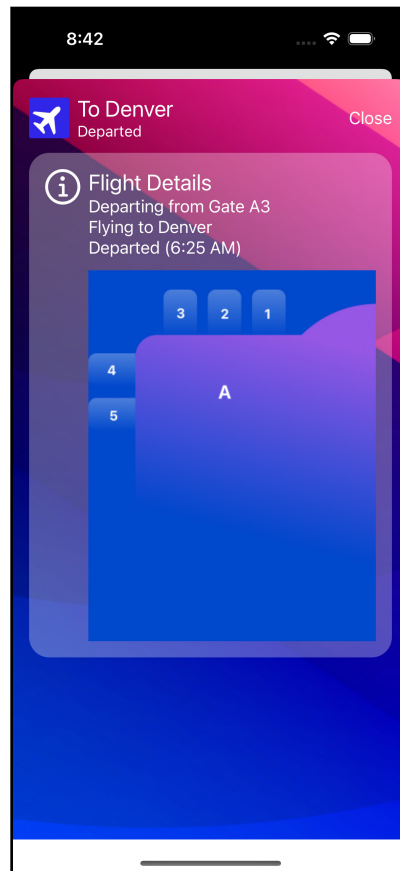 8:42
To Denver
Departed
Close
Flight Details
Departing from Gate A3
Flying to Denver
Departed (6:25 AM)
3 2 1
4
A
5